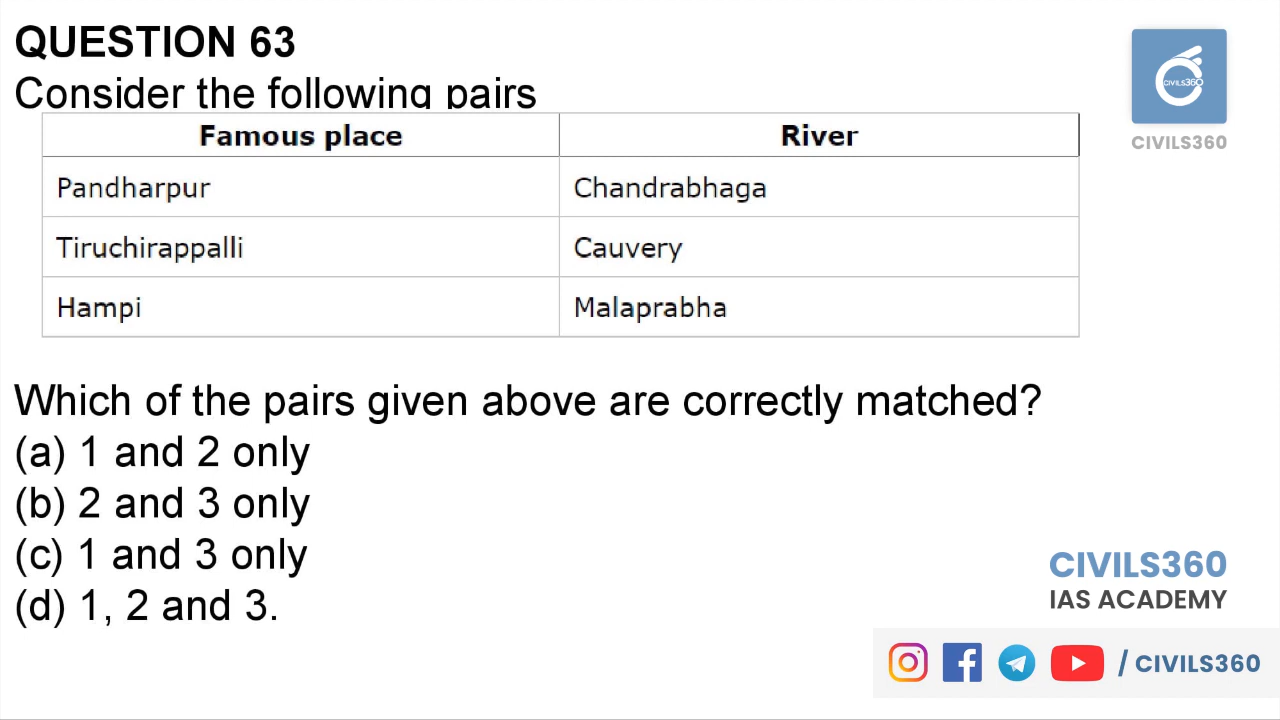 QUESTION 63
Consider the following pairs
Famous place River
Pandharpur Chandrabhaga
Tiruchirappalli Cauvery
Hampi Malaprabha
Which of the pairs given above are correctly matched?
(a) 1 and 2 only
(b) 2 and 3 only
(c) 1 and 3 only
(d) 1, 2 and 3.
CIVILS360
CIVILS360
CIVILS360
IAS ACADEMY
/ CIVILS360